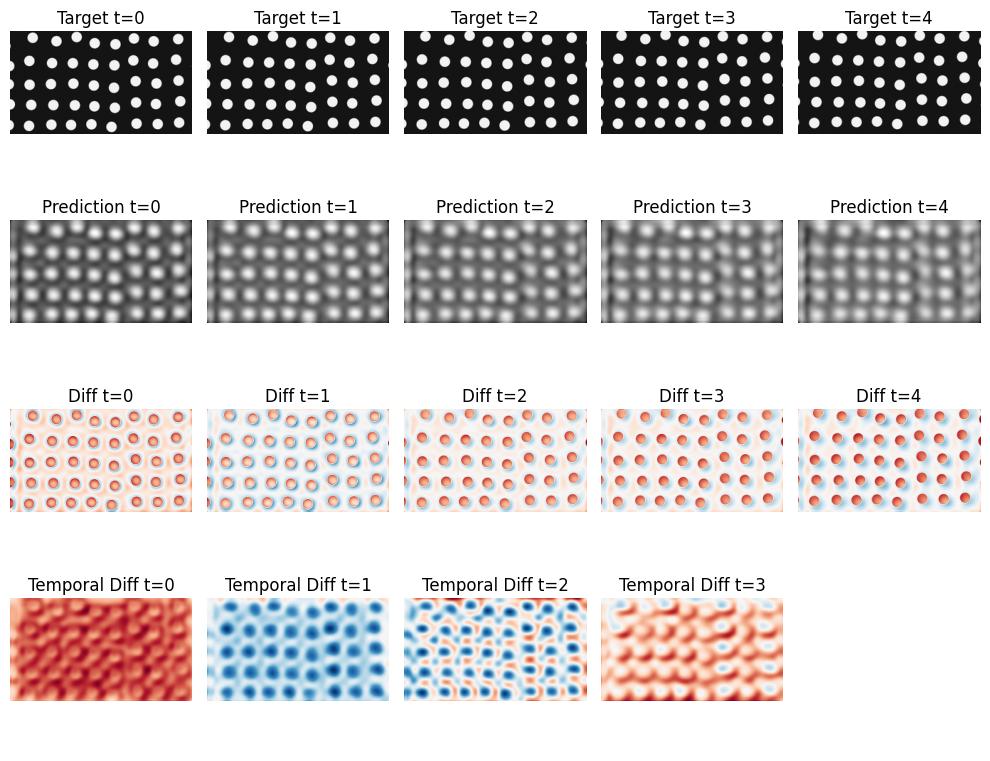 Target t=0 Target t=1 Target t=2 Target t=3 Target t=4
Prediction t=0 Prediction t=1 Prediction t=2 Prediction t=3 Prediction t=4
Diff t=0 Diff t=1 Diff t=2 Diff t=3 Diff t=4
Temporal Diff t=0 Temporal Diff t=1 Temporal Diff t=2 Temporal Diff t=3